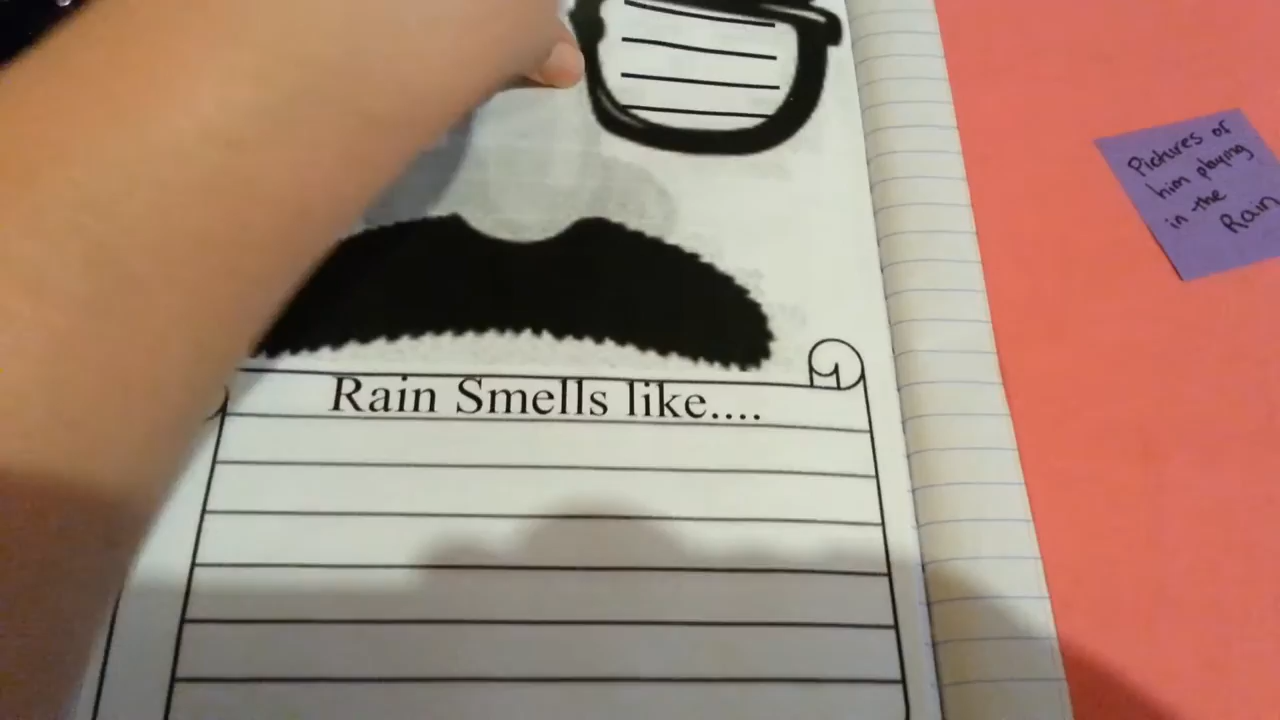 Rain Smells like....
Pictures of
him playing
in the
Rain